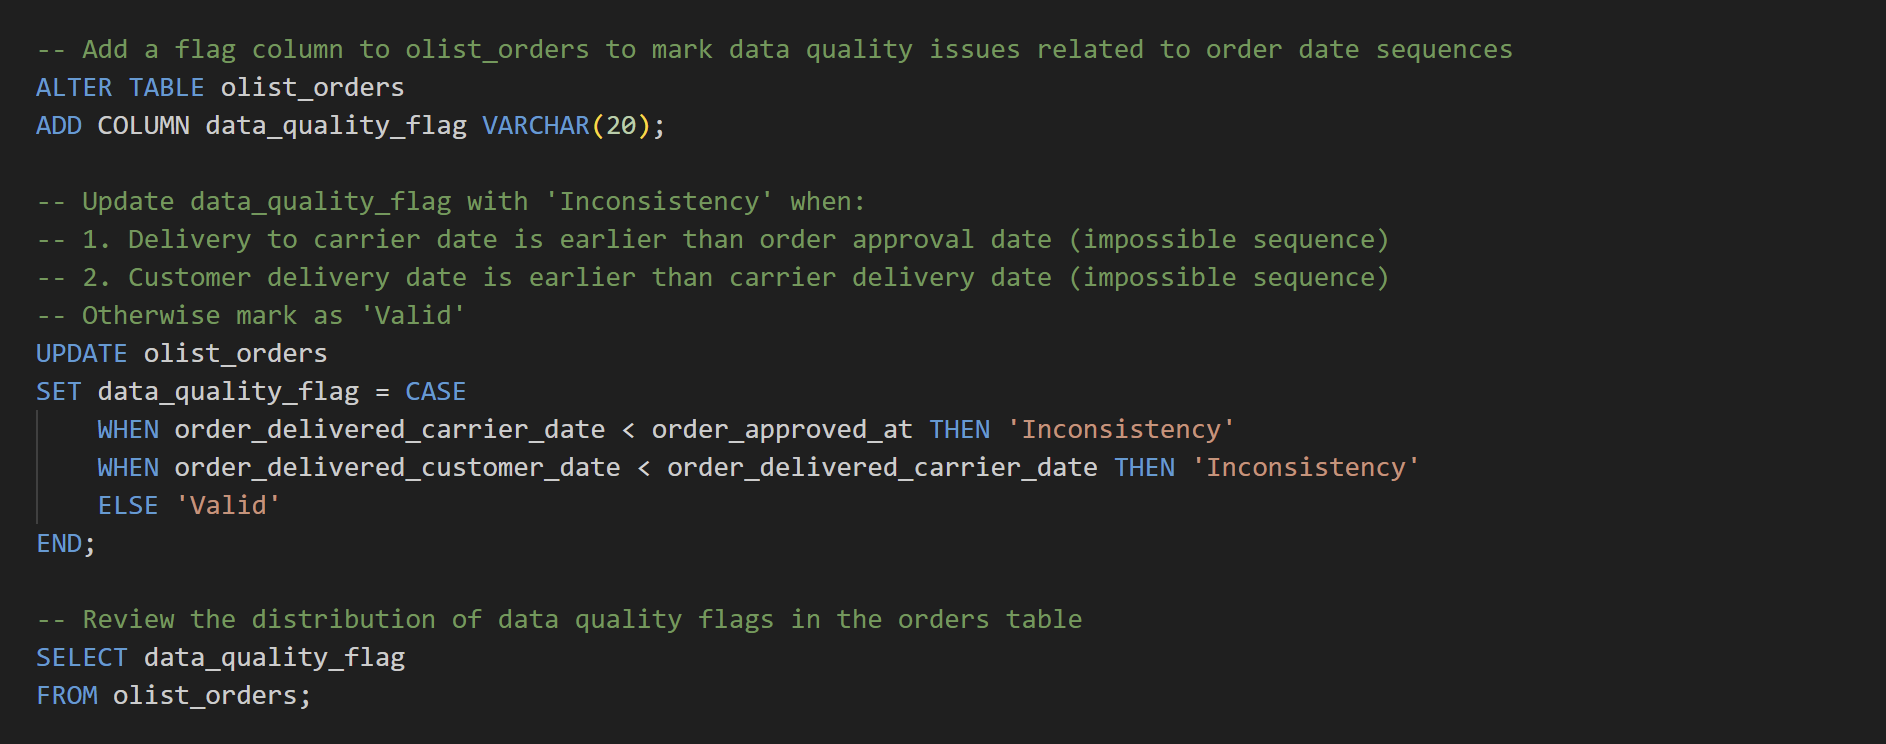 -- Add a flag column to olist_orders to mark data quality issues related to order date sequences
ALTER TABLE olist_orders
ADD COLUMN data_quality_flag VARCHAR(20);

-- Update data_quality_flag with 'Inconsistency' when:
-- 1. Delivery to carrier date is earlier than order approval date (impossible sequence)
-- 2. Customer delivery date is earlier than carrier delivery date (impossible sequence)
-- Otherwise mark as 'Valid'
UPDATE olist_orders
SET data_quality_flag = CASE
    WHEN order_delivered_carrier_date < order_approved_at THEN 'Inconsistency'
    WHEN order_delivered_customer_date < order_delivered_carrier_date THEN 'Inconsistency'
    ELSE 'Valid'
END;

-- Review the distribution of data quality flags in the orders table
SELECT data_quality_flag
FROM olist_orders;